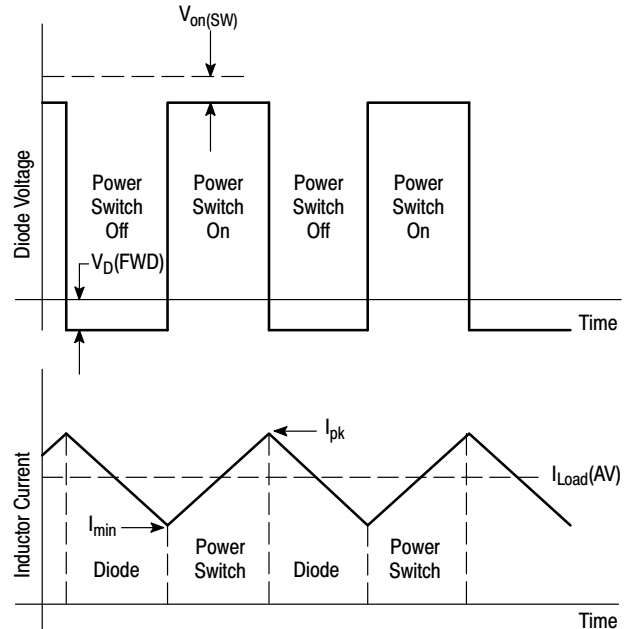 Von(SW)
Diode Voltage
Power
Switch
Off
Power
Switch
On
Power
Switch
Off
Power
Switch
On
VD(FWD)
Time
Inductor Current
Ipk
ILoad(AV)
Imin
Diode
Power
Switch
Diode
Power
Switch
Time